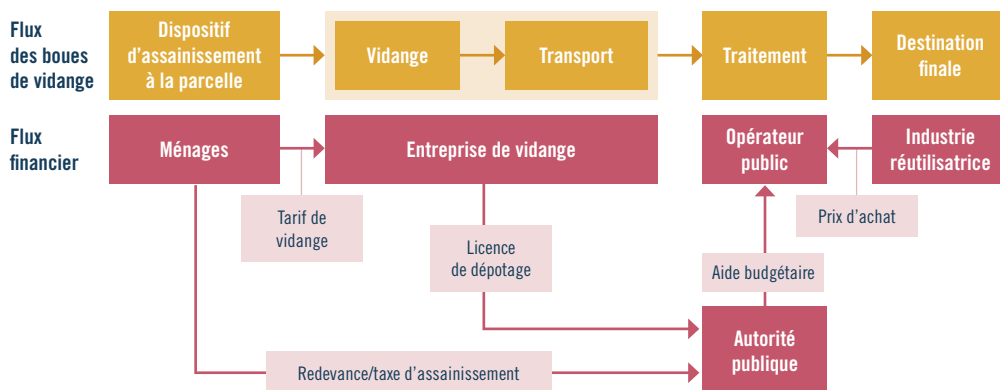 Flux
des boues
de vidange
Dispositif
d'assainissement
à la parcelle
Vidange
Transport
Traitement
Destination
finale
Flux
financier
Ménages
Entreprise de vidange
Opérateur
public
Industrie
réutilisatrice
Tarif de
vidange
Licence
de dépotage
Prix d'achat
Aide budgétaire
Autorité
publique
Redevance/taxe d'assainissement